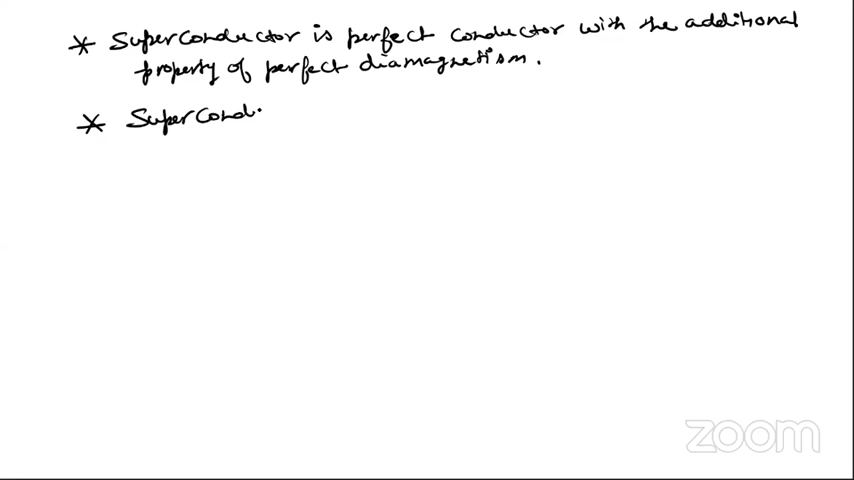 * Superconductor is perfect conductor with the additional
property of perfect diamagnetism.
* Supercond.
zoom